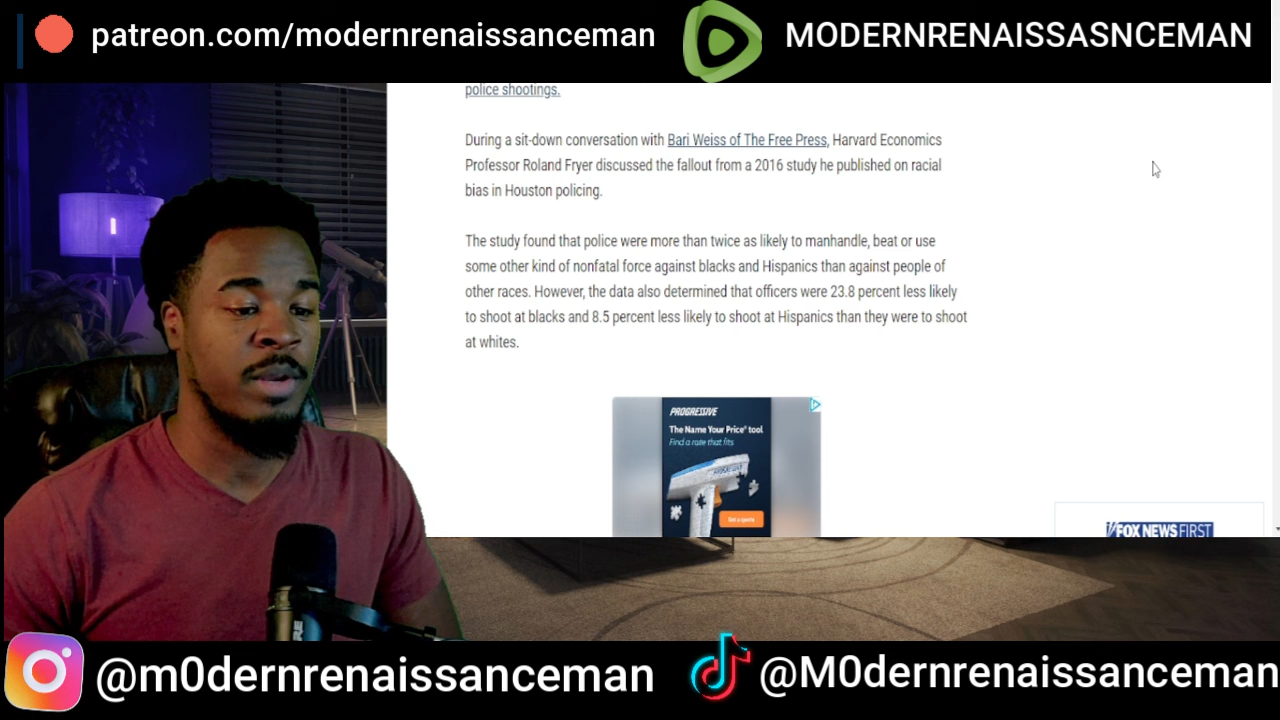 patreon.com/modernrenaissanceman
MODERNRENAISSASNCEMAN
police shootings.
During a sit-down conversation with Bari Weiss of The Free Press, Harvard Economics
Professor Roland Fryer discussed the fallout from a 2016 study he published on racial
bias in Houston policing.
The study found that police were more than twice as likely to manhandle, beat or use
some other kind of nonfatal force against blacks and Hispanics than against people of
other races. However, the data also determined that officers were 23.8 percent less likely
to shoot at blacks and 8.5 percent less likely to shoot at Hispanics than they were to shoot
at whites.
PROGRESSIVE
The Name Your Price® tool
Find a rate that fits
Get a quote
FOX NEWS FIRST
@m0dernrenaissanceman
@M0dernrenaissanceman